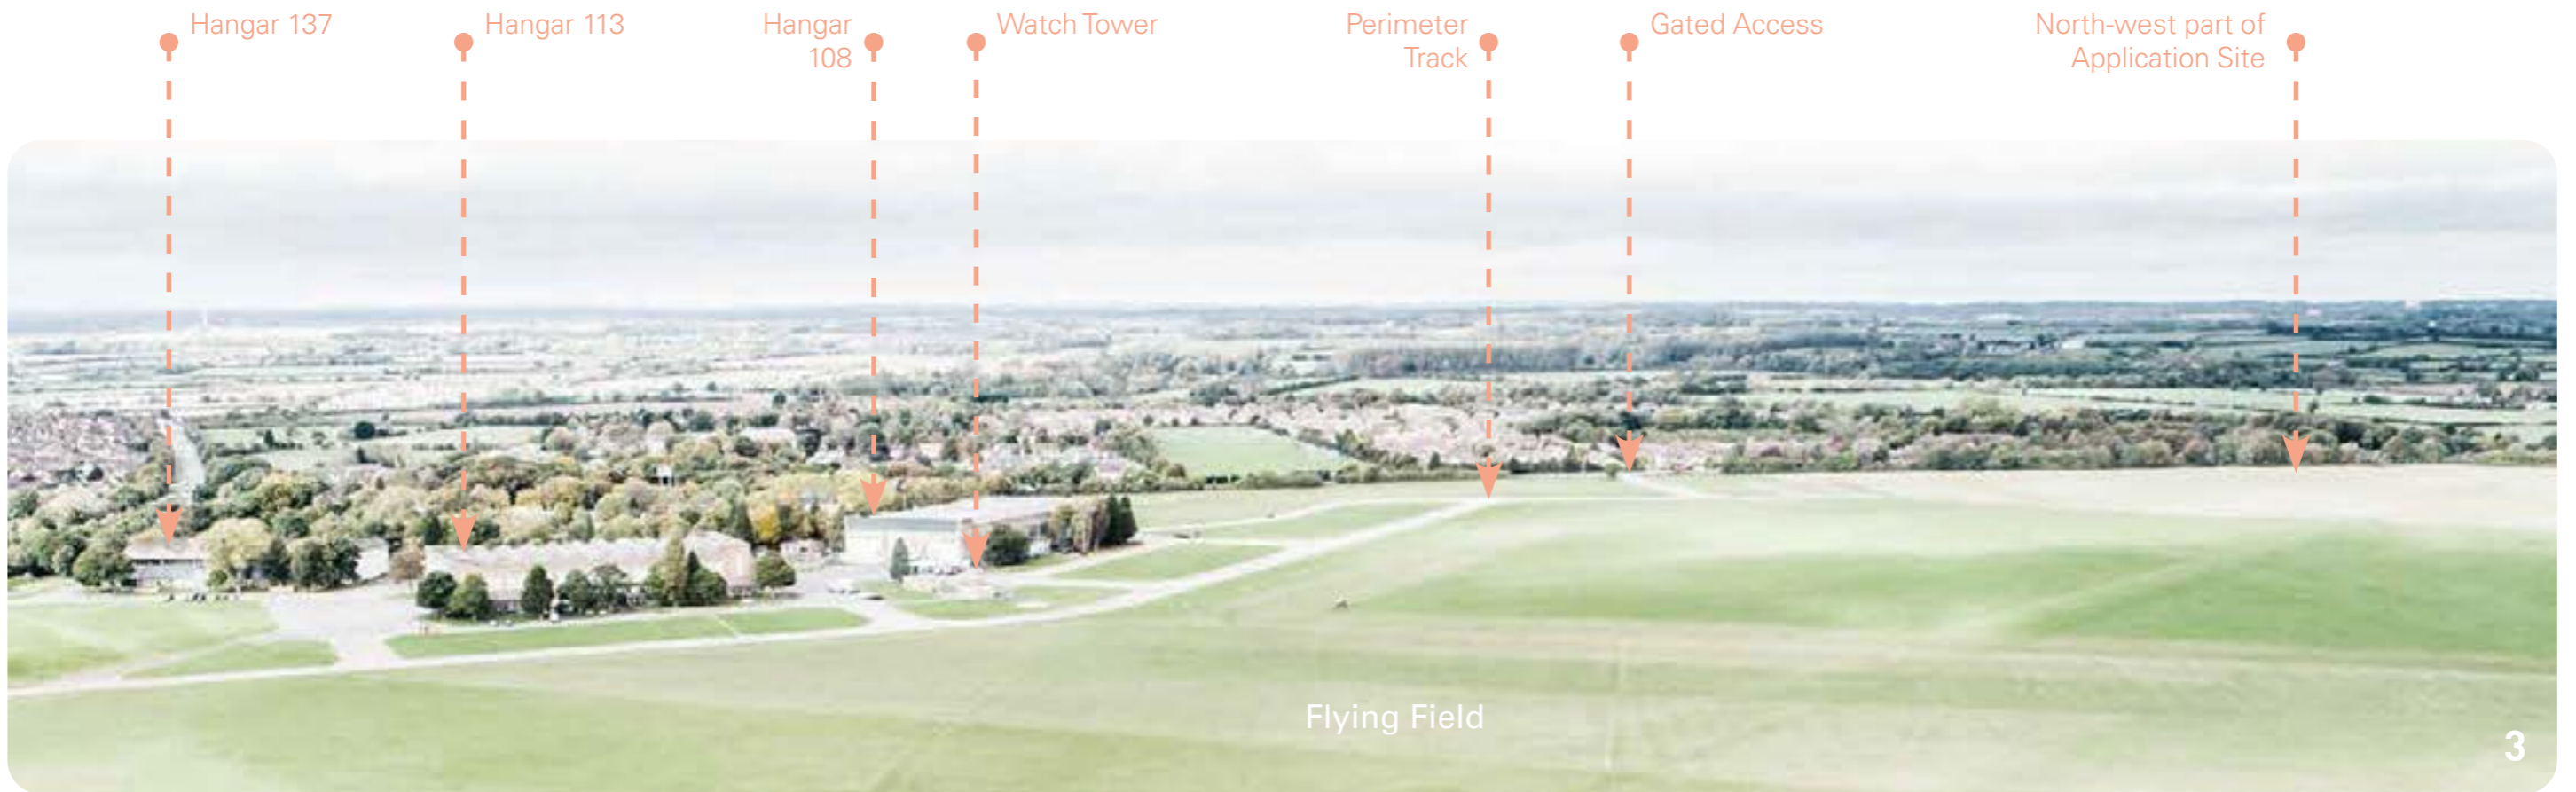 Hangar 137
Hangar 113
Hangar
108
Watch Tower
Perimeter
Track
Gated Access
North-west part of
Application Site
Flying Field
3